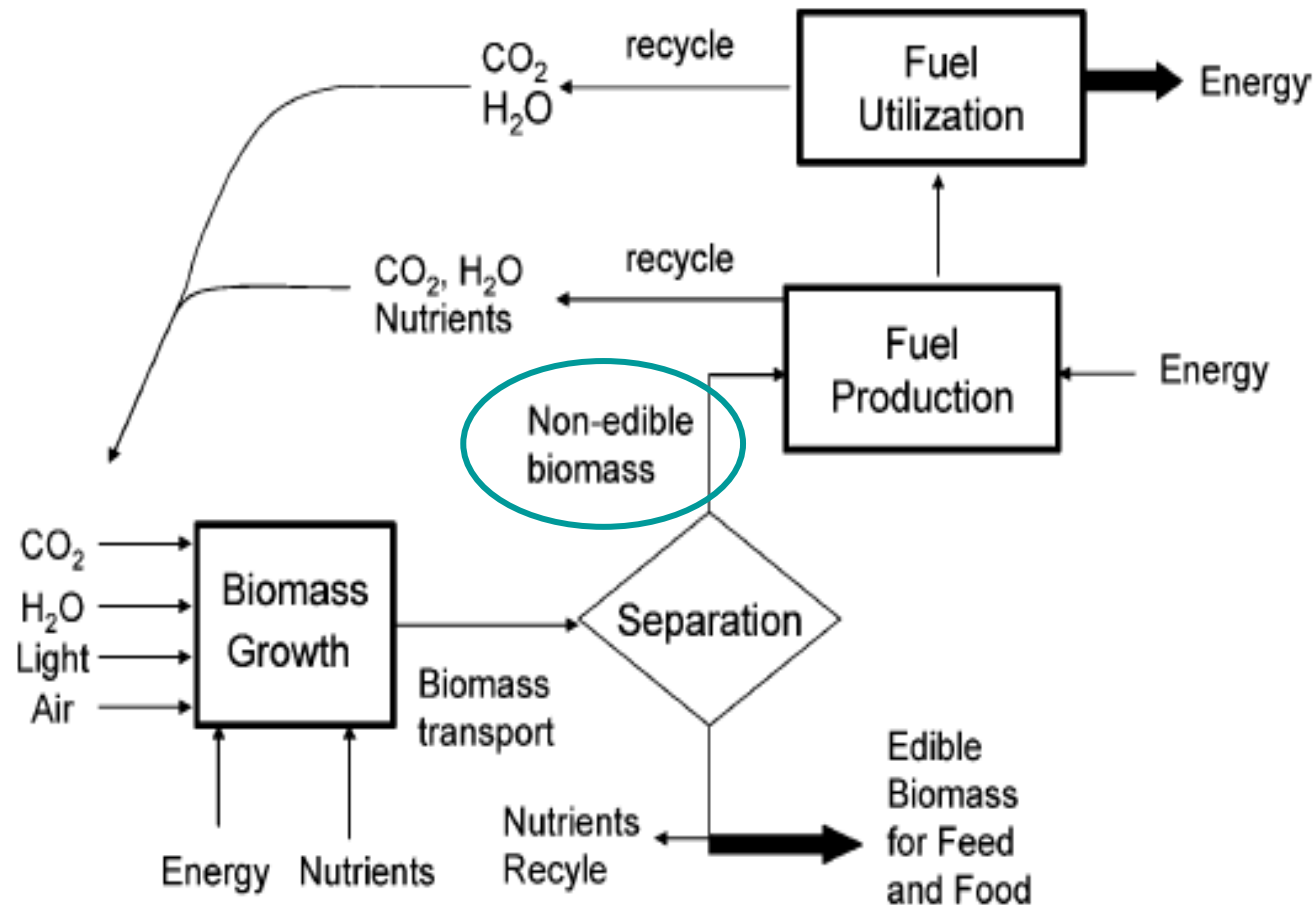 CO₂
H₂O
recycle
Fuel
Utilization
Energy
CO₂, H₂O
Nutrients
recycle
Fuel
Production
Energy
Non-edible
biomass
CO₂
H₂O
Light
Air
Biomass
Growth
Biomass
transport
Separation
Energy
Nutrients
Nutrients
Recyle
Edible
Biomass
for Feed
and Food